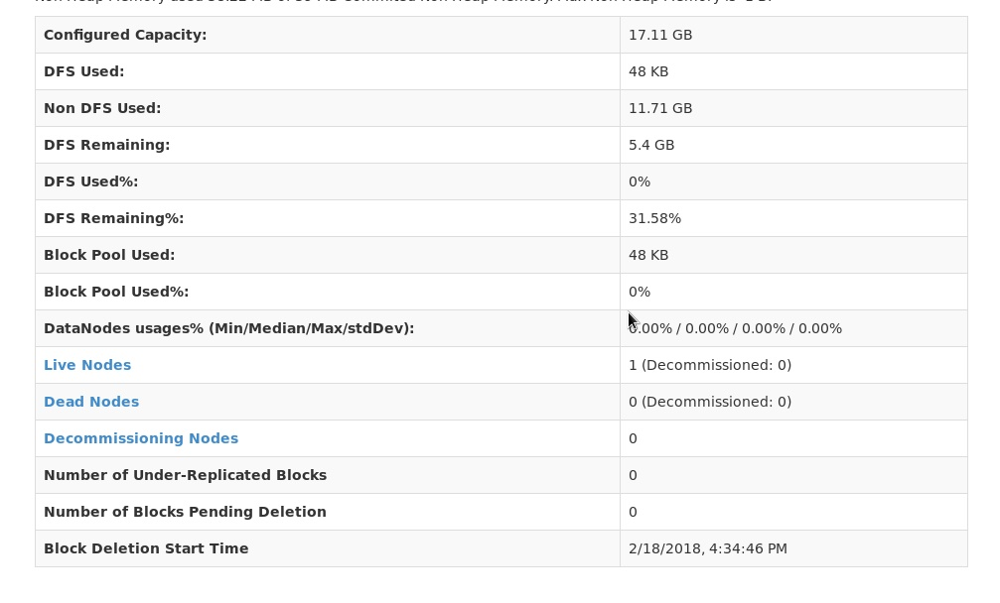 Configured Capacity: 17.11 GB
DFS Used: 48 KB
Non DFS Used: 11.71 GB
DFS Remaining: 5.4 GB
DFS Used%: 0%
DFS Remaining%: 31.58%
Block Pool Used: 48 KB
Block Pool Used%: 0%
DataNodes usages% (Min/Median/Max/stdDev): 0.00% / 0.00% / 0.00% / 0.00%
Live Nodes 1 (Decommissioned: 0)
Dead Nodes 0 (Decommissioned: 0)
Decommissioning Nodes 0
Number of Under-Replicated Blocks 0
Number of Blocks Pending Deletion 0
Block Deletion Start Time 2/18/2018, 4:34:46 PM